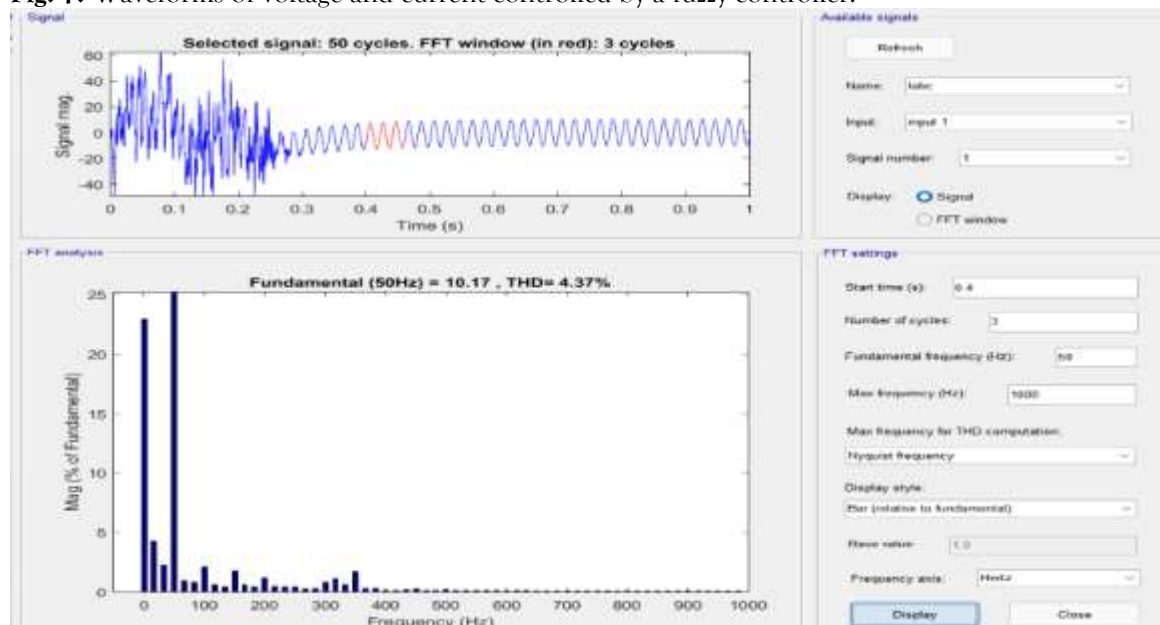 Fig. 7. Waveforms of voltage and current controlled by a fuzzy controller.
Signal
Selected signal: 50 cycles. FFT window (in red): 3 cycles
60
40
20
0
-20
-40
Signal mag.
0 0.1 0.2 0.3 0.4 0.5 0.6 0.7 0.8 0.9 1
Time (s)
Available signals
Refresh
Name: Iabc
Input: input 1
Signal number: 1
Display: Signal
FFT window
FFT analysis
Fundamental (50Hz) = 10.17 , THD= 4.37%
25
20
15
10
5
0
Mag (% of Fundamental)
0 100 200 300 400 500 600 700 800 900 1000
Frequency (Hz)
FFT settings
Start time (s): 0.4
Number of cycles: 3
Fundamental frequency (Hz): 50
Max frequency (Hz): 1000
Max frequency for THD computation:
Nyquist frequency
Display style:
Bar (relative to fundamental)
Base value: 1.0
Frequency axis: Hertz
Display Close